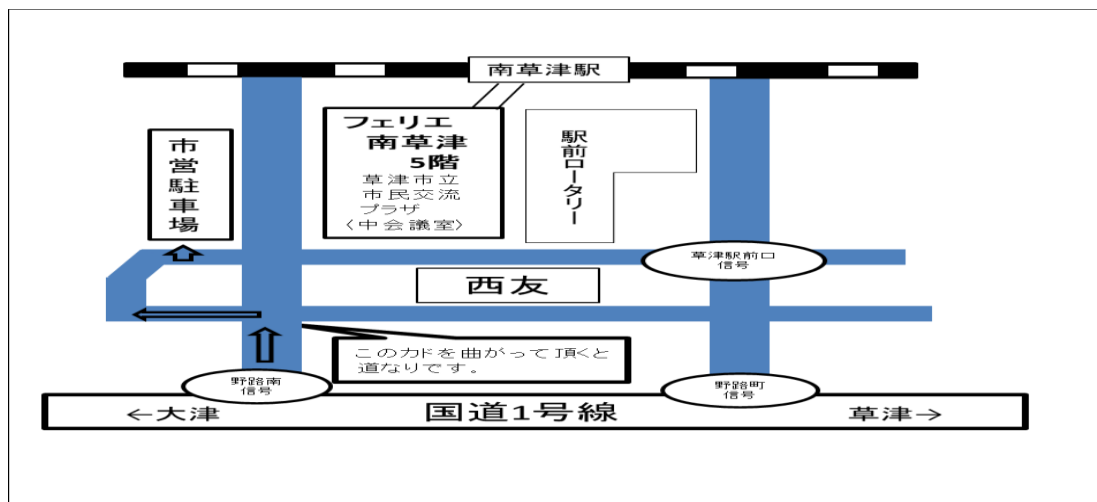 南草津駅
フェリエ
南草津
5階
草津市立
市民交流
プラザ
〈中会議室〉
駅前ロータリー
市営駐車場
草津駅前口
信号
西友
このカドを曲がって頂くと
道なりです。
野路南
信号
野路町
信号
←大津
国道1号線
草津→